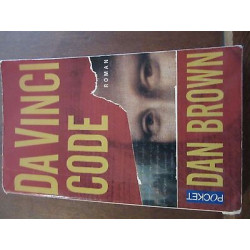 DA VINCI
CODE
ROMAN
DAN BROWN
POCKET